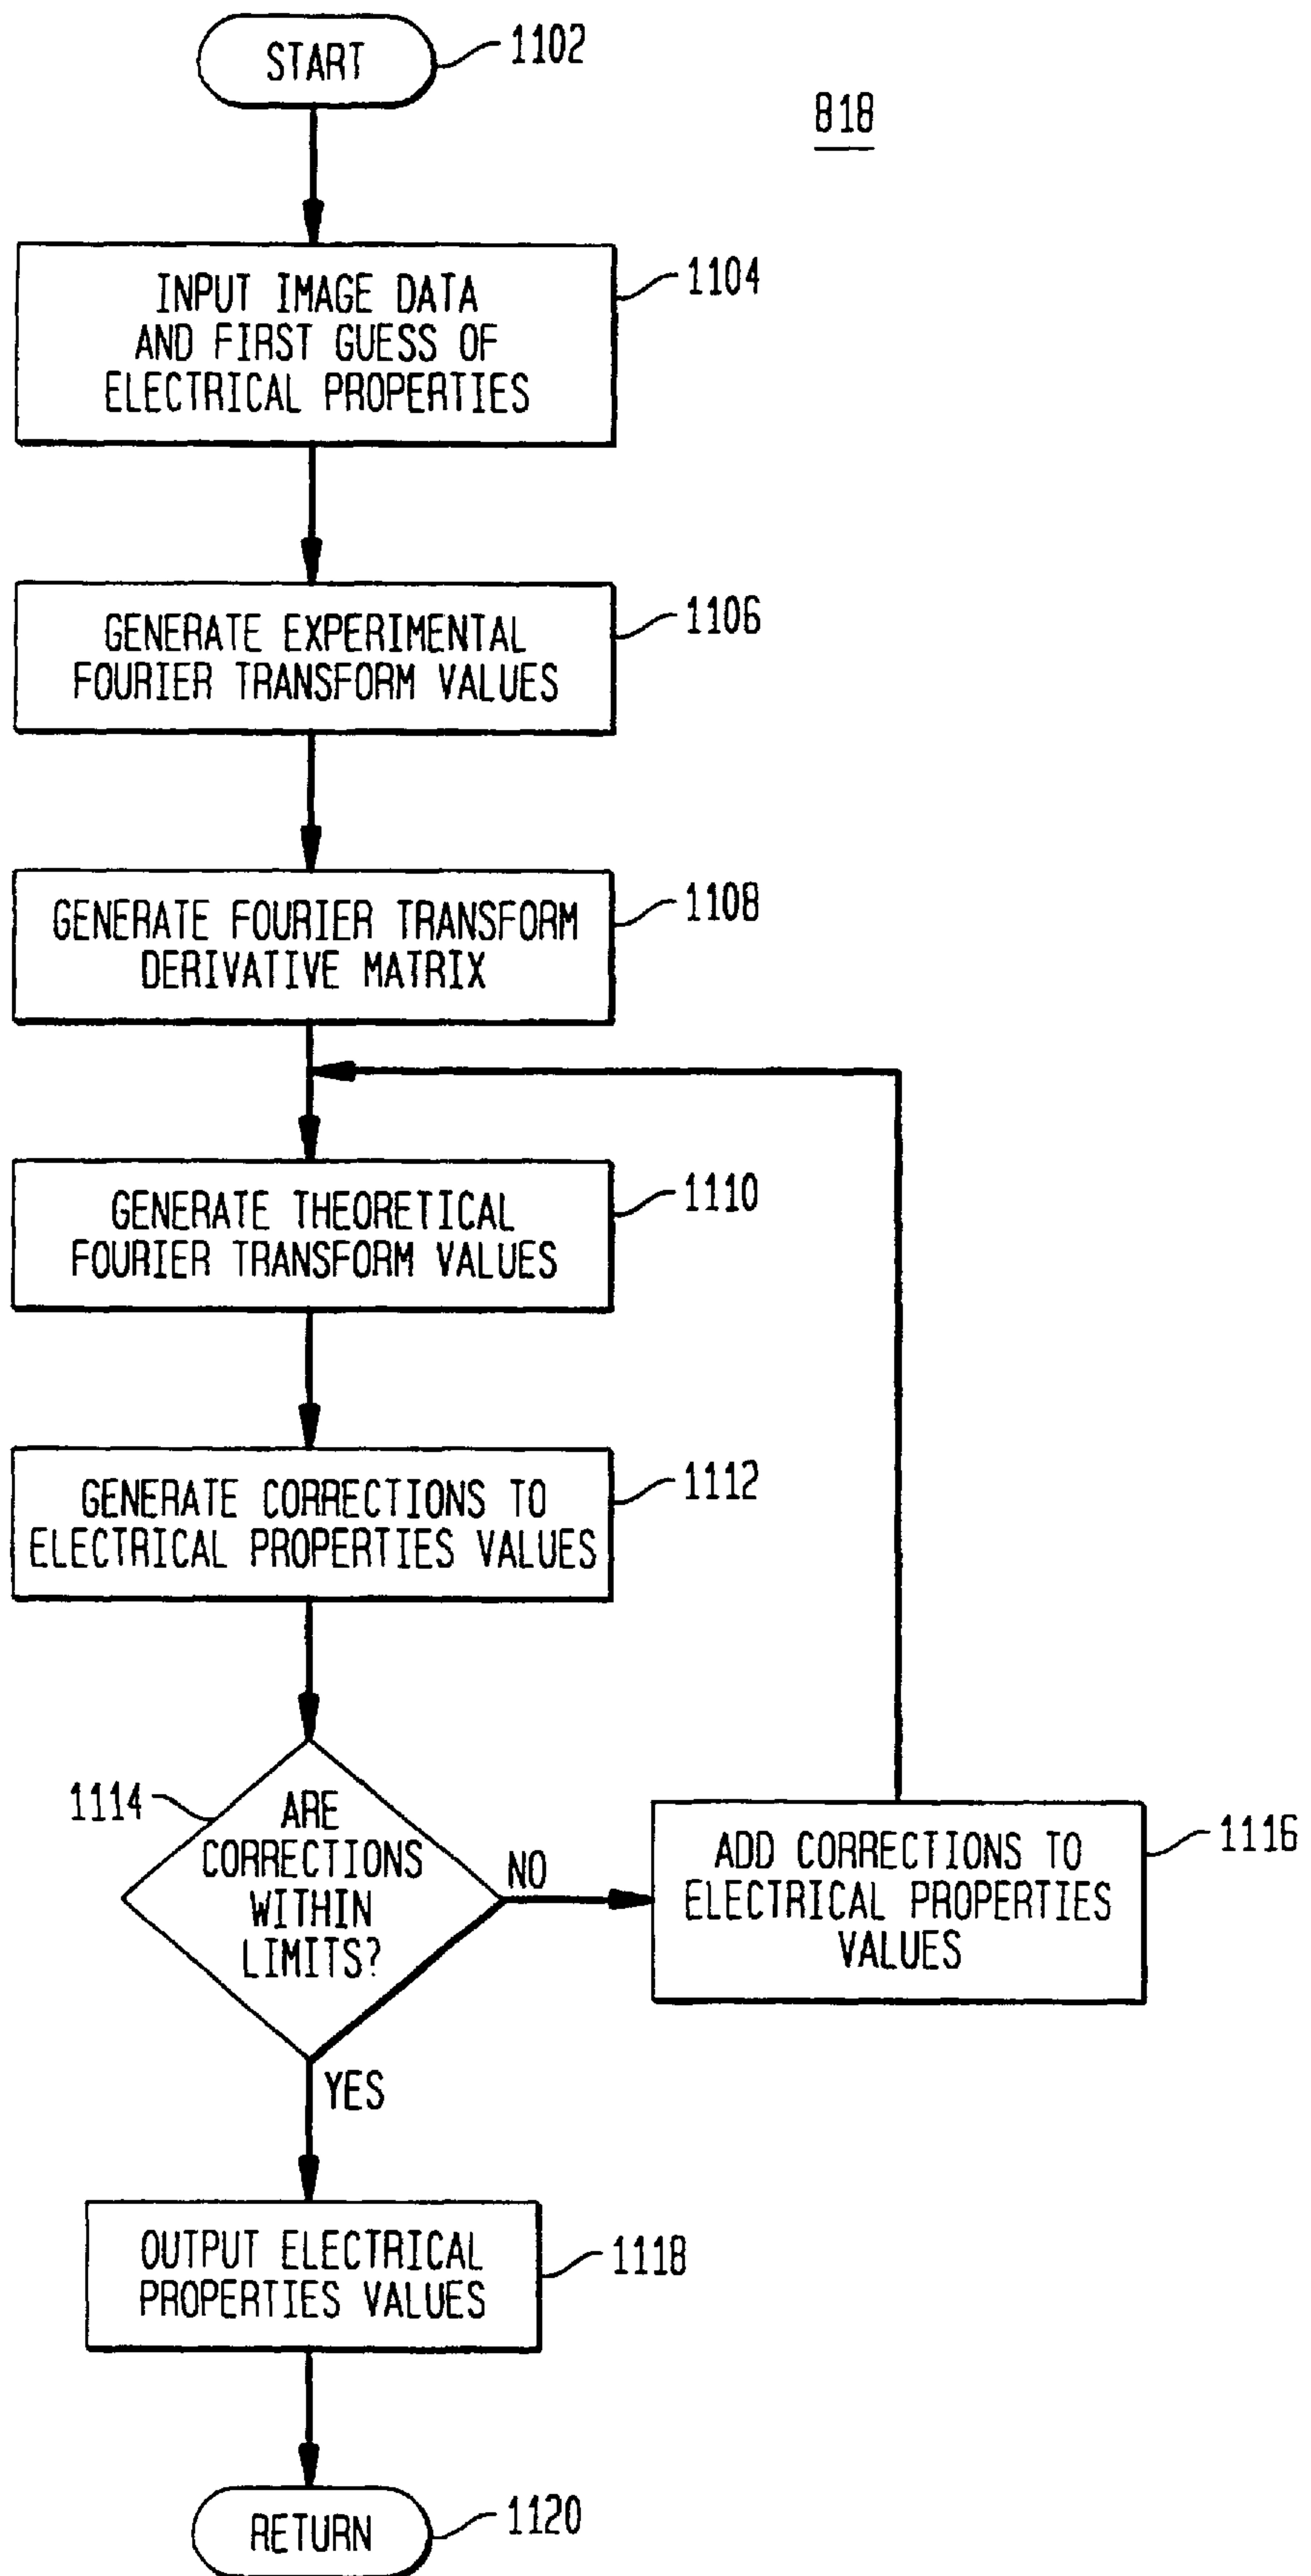 START
1102
818
INPUT IMAGE DATA
AND FIRST GUESS OF
ELECTRICAL PROPERTIES
1104
GENERATE EXPERIMENTAL
FOURIER TRANSFORM VALUES
1106
GENERATE FOURIER TRANSFORM
DERIVATIVE MATRIX
1108
GENERATE THEORETICAL
FOURIER TRANSFORM VALUES
1110
GENERATE CORRECTIONS TO
ELECTRICAL PROPERTIES VALUES
1112
1114
ARE
CORRECTIONS
WITHIN
LIMITS?
NO
ADD CORRECTIONS TO
ELECTRICAL PROPERTIES
VALUES
1116
YES
OUTPUT ELECTRICAL
PROPERTIES VALUES
1118
RETURN
1120